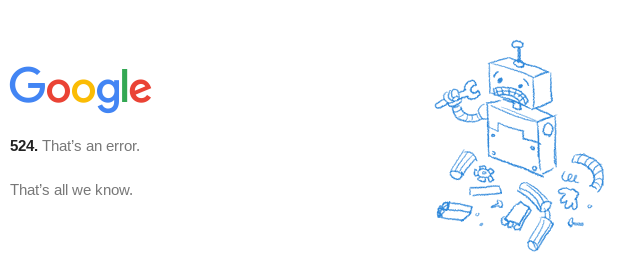 Google
524. That’s an error.
That’s all we know.